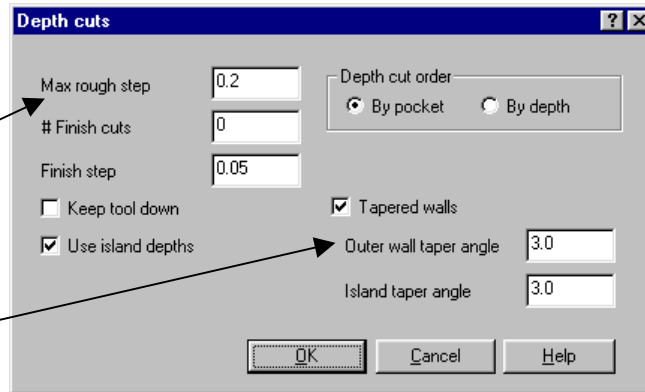 Depth cuts
Max rough step 0.2
# Finish cuts 0
Finish step 0.05
Keep tool down
Use island depths
Depth cut order
By pocket By depth
Tapered walls
Outer wall taper angle 3.0
Island taper angle 3.0
OK Cancel Help